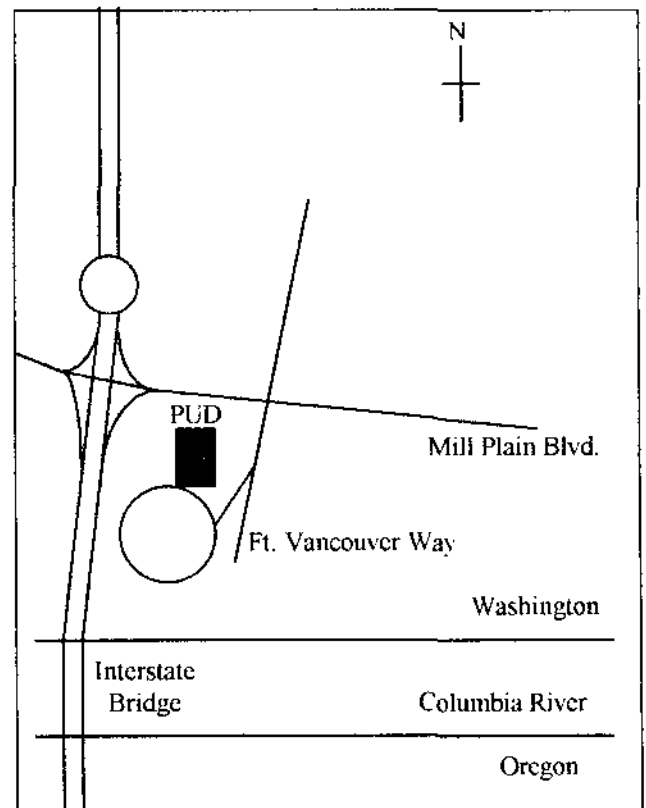 N
PUD
Mill Plain Blvd.
Ft. Vancouver Way
Washington
Interstate
Bridge
Columbia River
Oregon